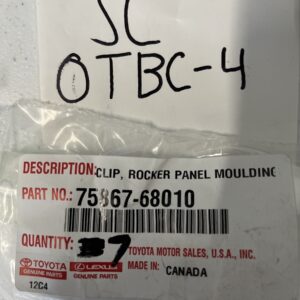 SC
OTBC-4
DESCRIPTION: CLIP, ROCKER PANEL MOULDING
PART NO.: 75867-68010
QUANTITY: 7
TOYOTA MOTOR SALES, U.S.A., INC.
TOYOTA LEXUS
GENUINE PARTS GENUINE PARTS
MADE IN: CANADA
12C4